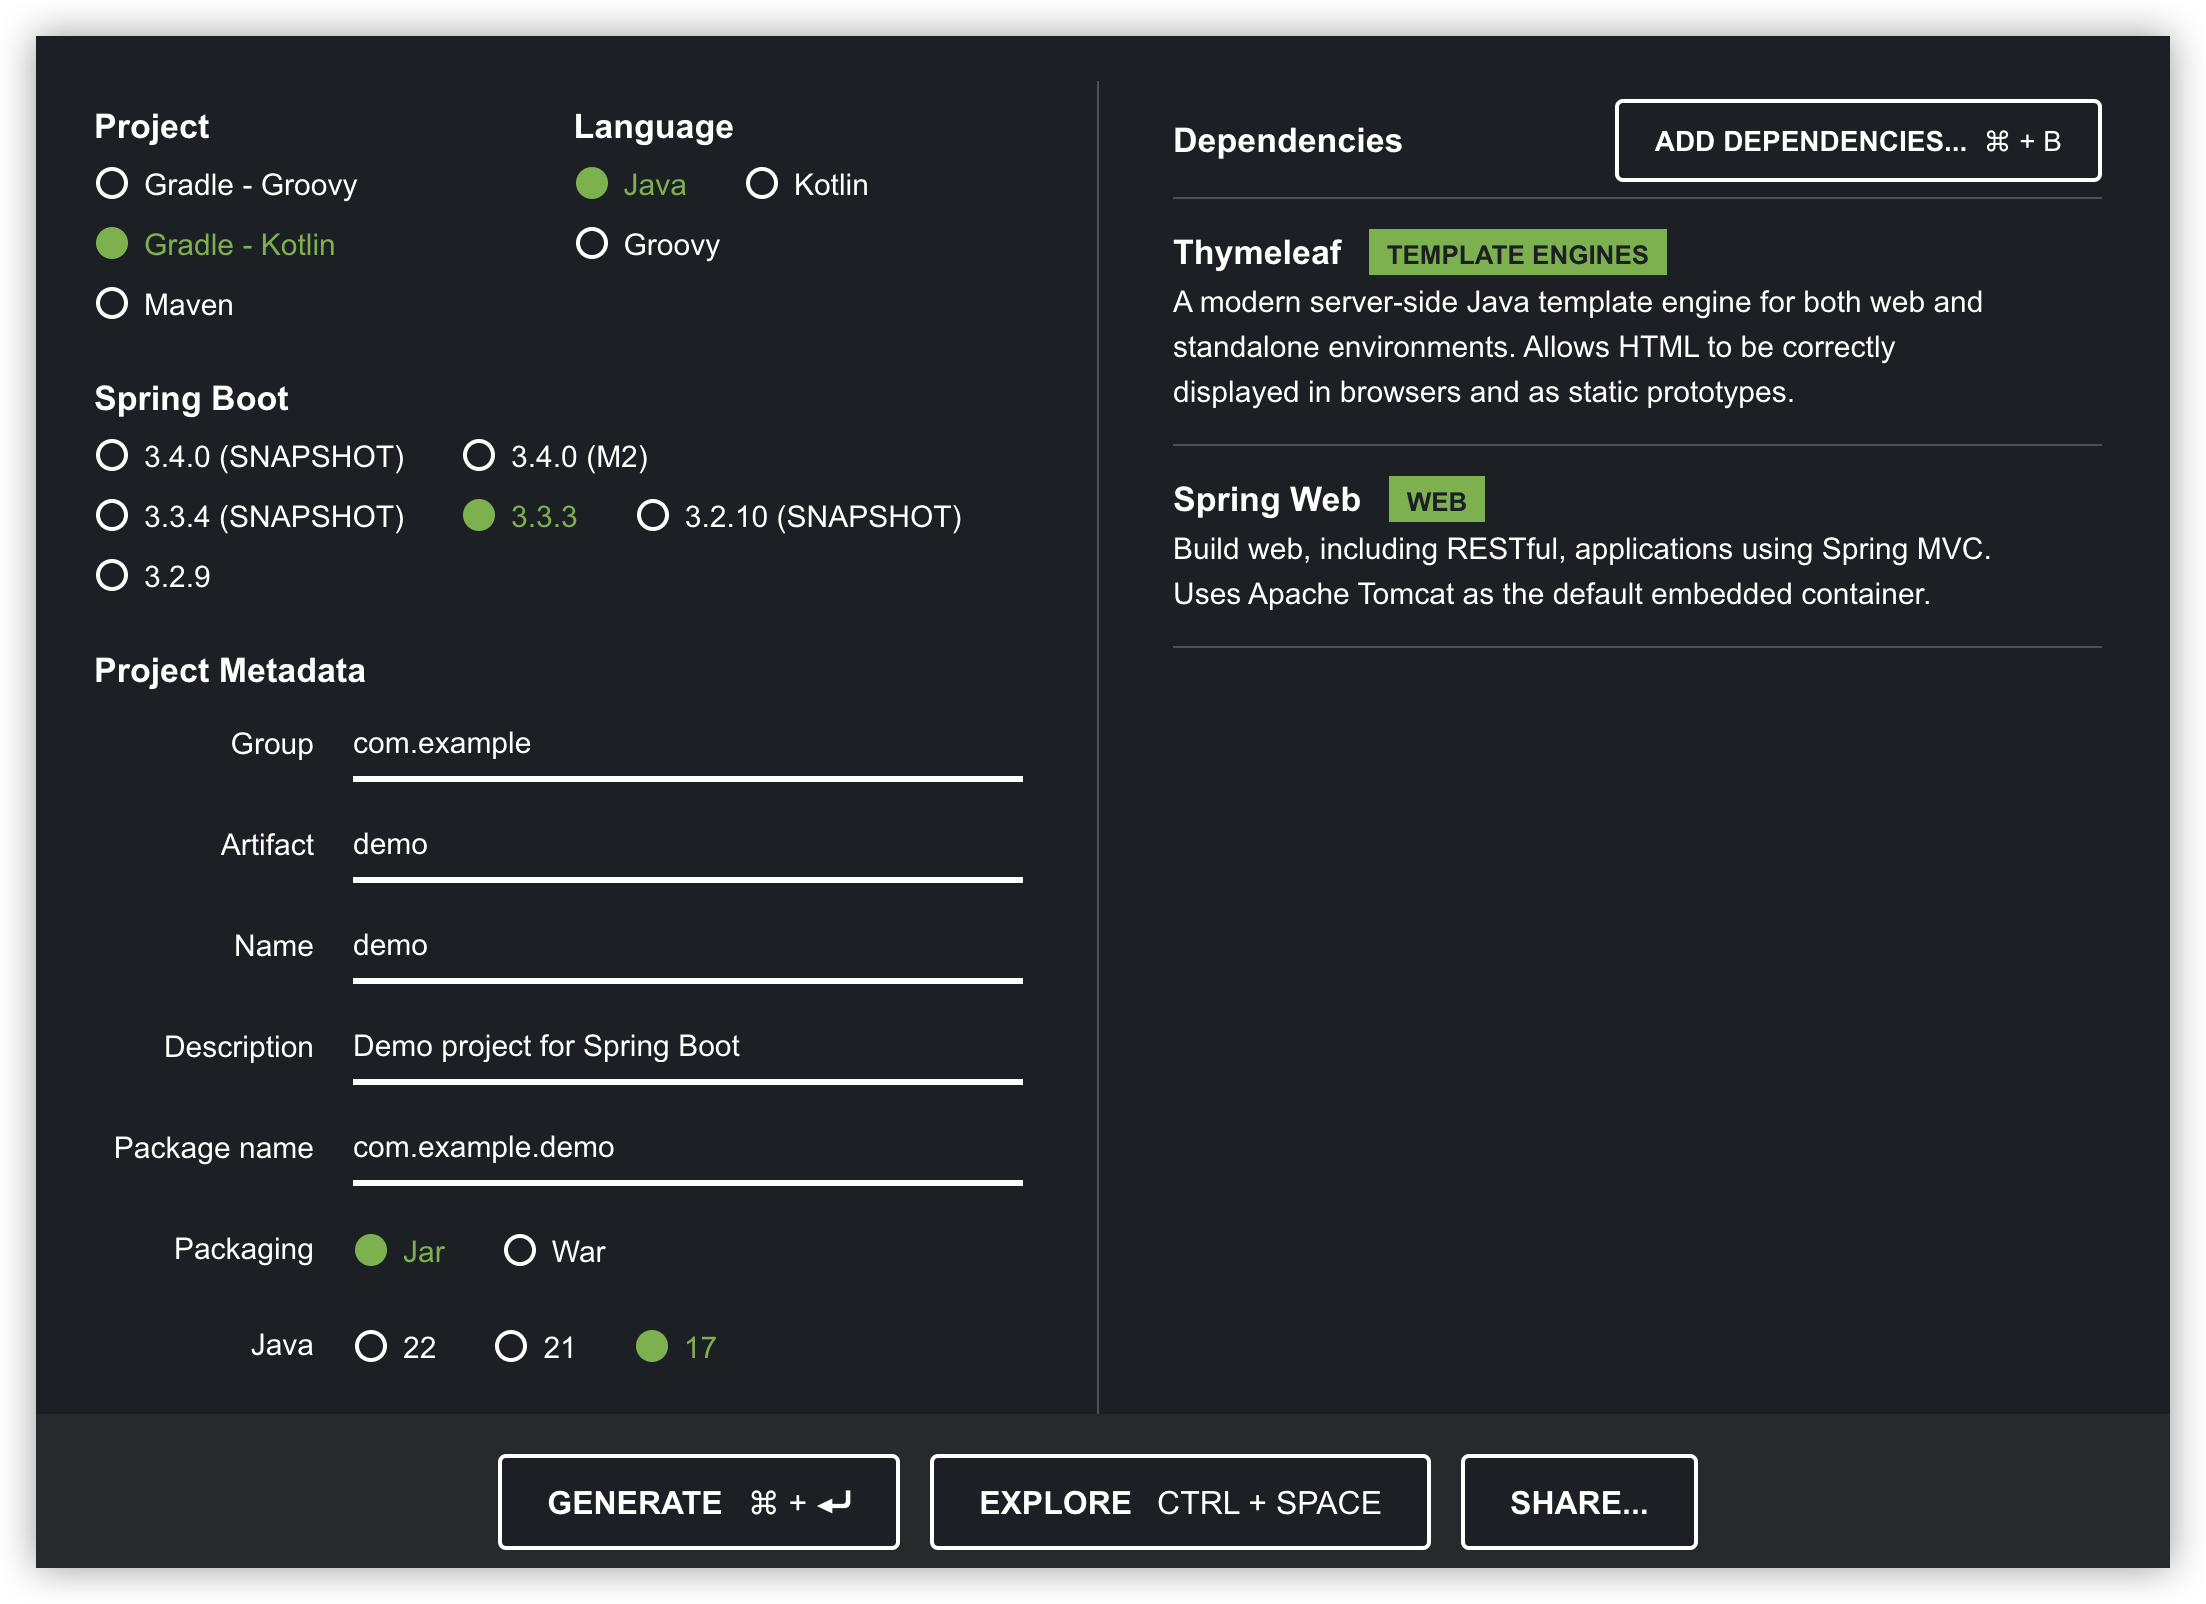 Project
Gradle - Groovy
Gradle - Kotlin
Maven
Language
Java Kotlin
Groovy
Spring Boot
3.4.0 (SNAPSHOT) 3.4.0 (M2)
3.3.4 (SNAPSHOT) 3.3.3 3.2.10 (SNAPSHOT)
3.2.9
Project Metadata
Group com.example
Artifact demo
Name demo
Description Demo project for Spring Boot
Package name com.example.demo
Packaging Jar War
Java 22 21 17
Dependencies ADD DEPENDENCIES... ⌘ + B
Thymeleaf TEMPLATE ENGINES
A modern server-side Java template engine for both web and
standalone environments. Allows HTML to be correctly
displayed in browsers and as static prototypes.
Spring Web WEB
Build web, including RESTful, applications using Spring MVC.
Uses Apache Tomcat as the default embedded container.
GENERATE ⌘ + ⏎ EXPLORE CTRL + SPACE SHARE...